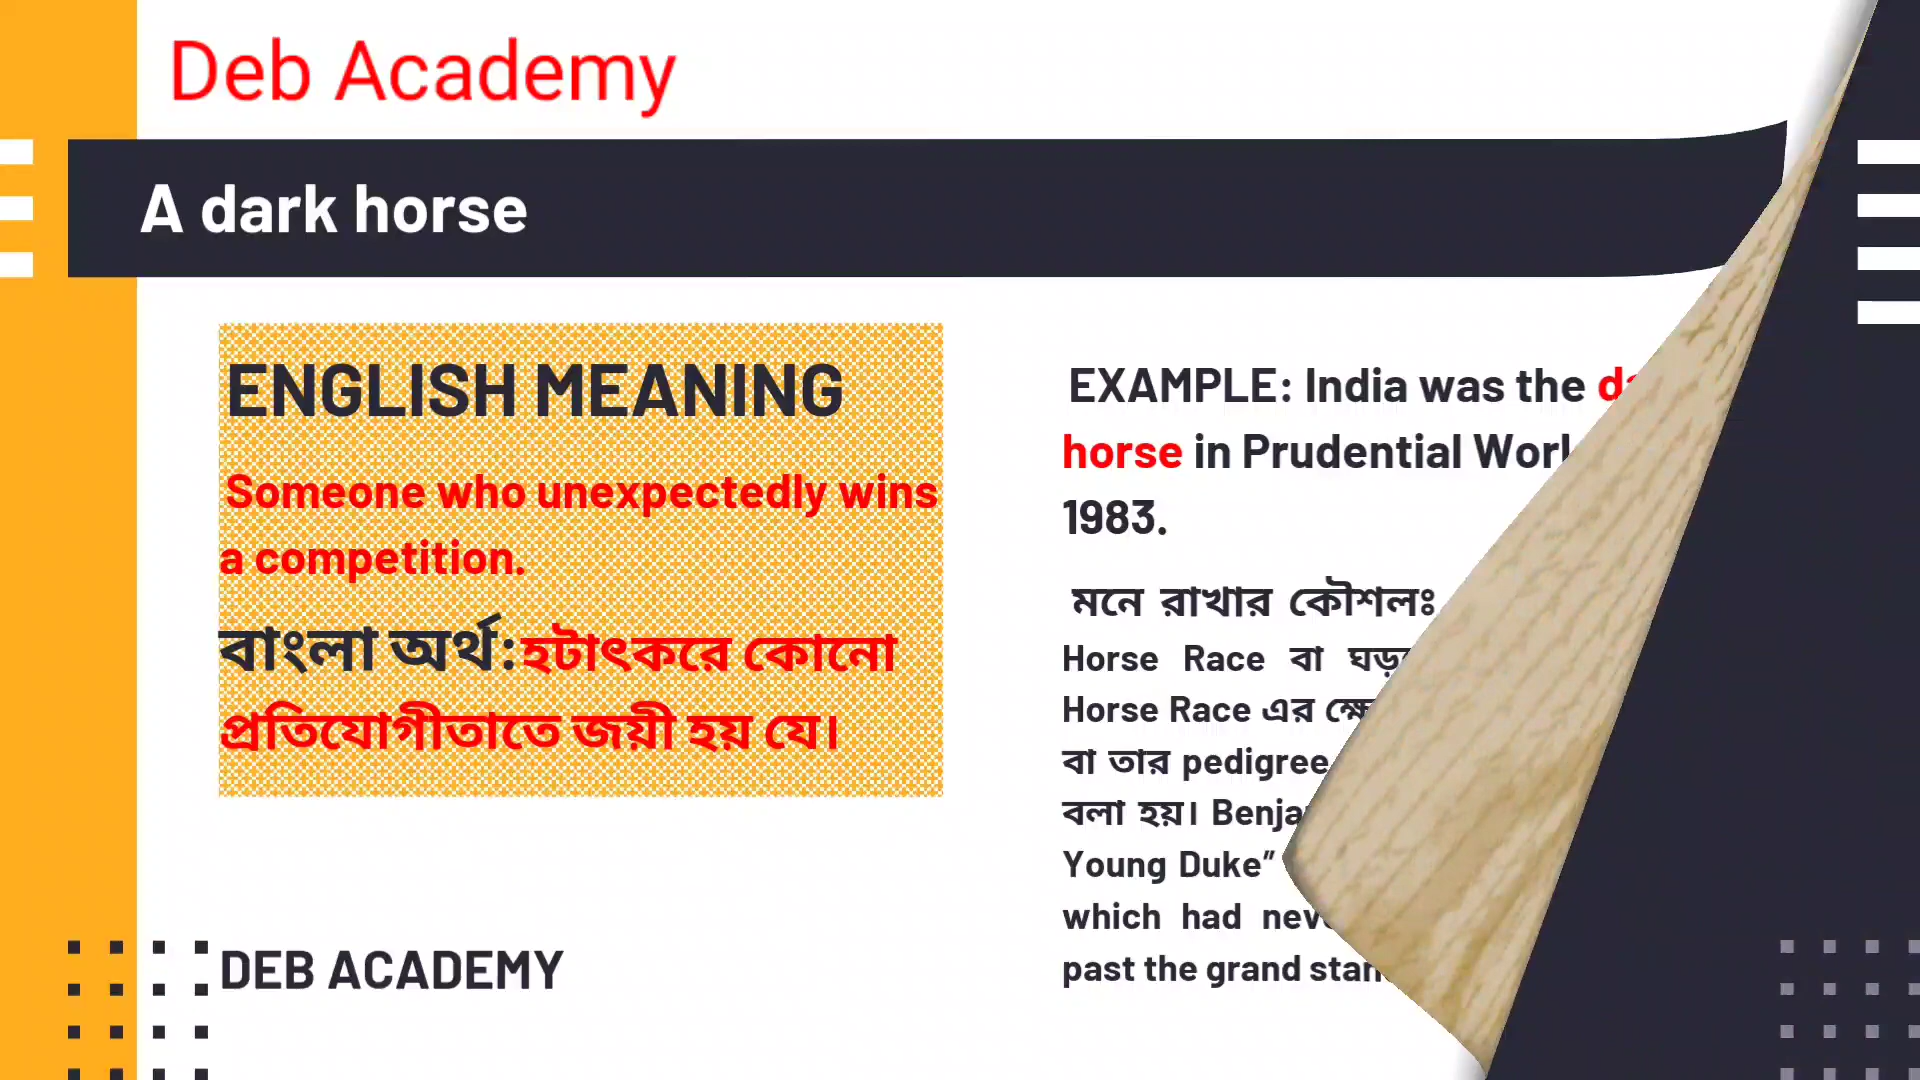 Deb Academy
A dark horse
ENGLISH MEANING
Someone who unexpectedly wins
a competition.
বাংলা অর্থ: হটাৎকরে কোনো
প্রতিযোগীতাতে জয়ী হয় যে।
DEB ACADEMY
EXAMPLE: India was the
horse in Prudential
1983.
মনে রাখার কৌশলঃ
Horse Race বা
Horse Race এর
বা তার pedigree
বলা হয়।
Young Duke”
which had
past the grand